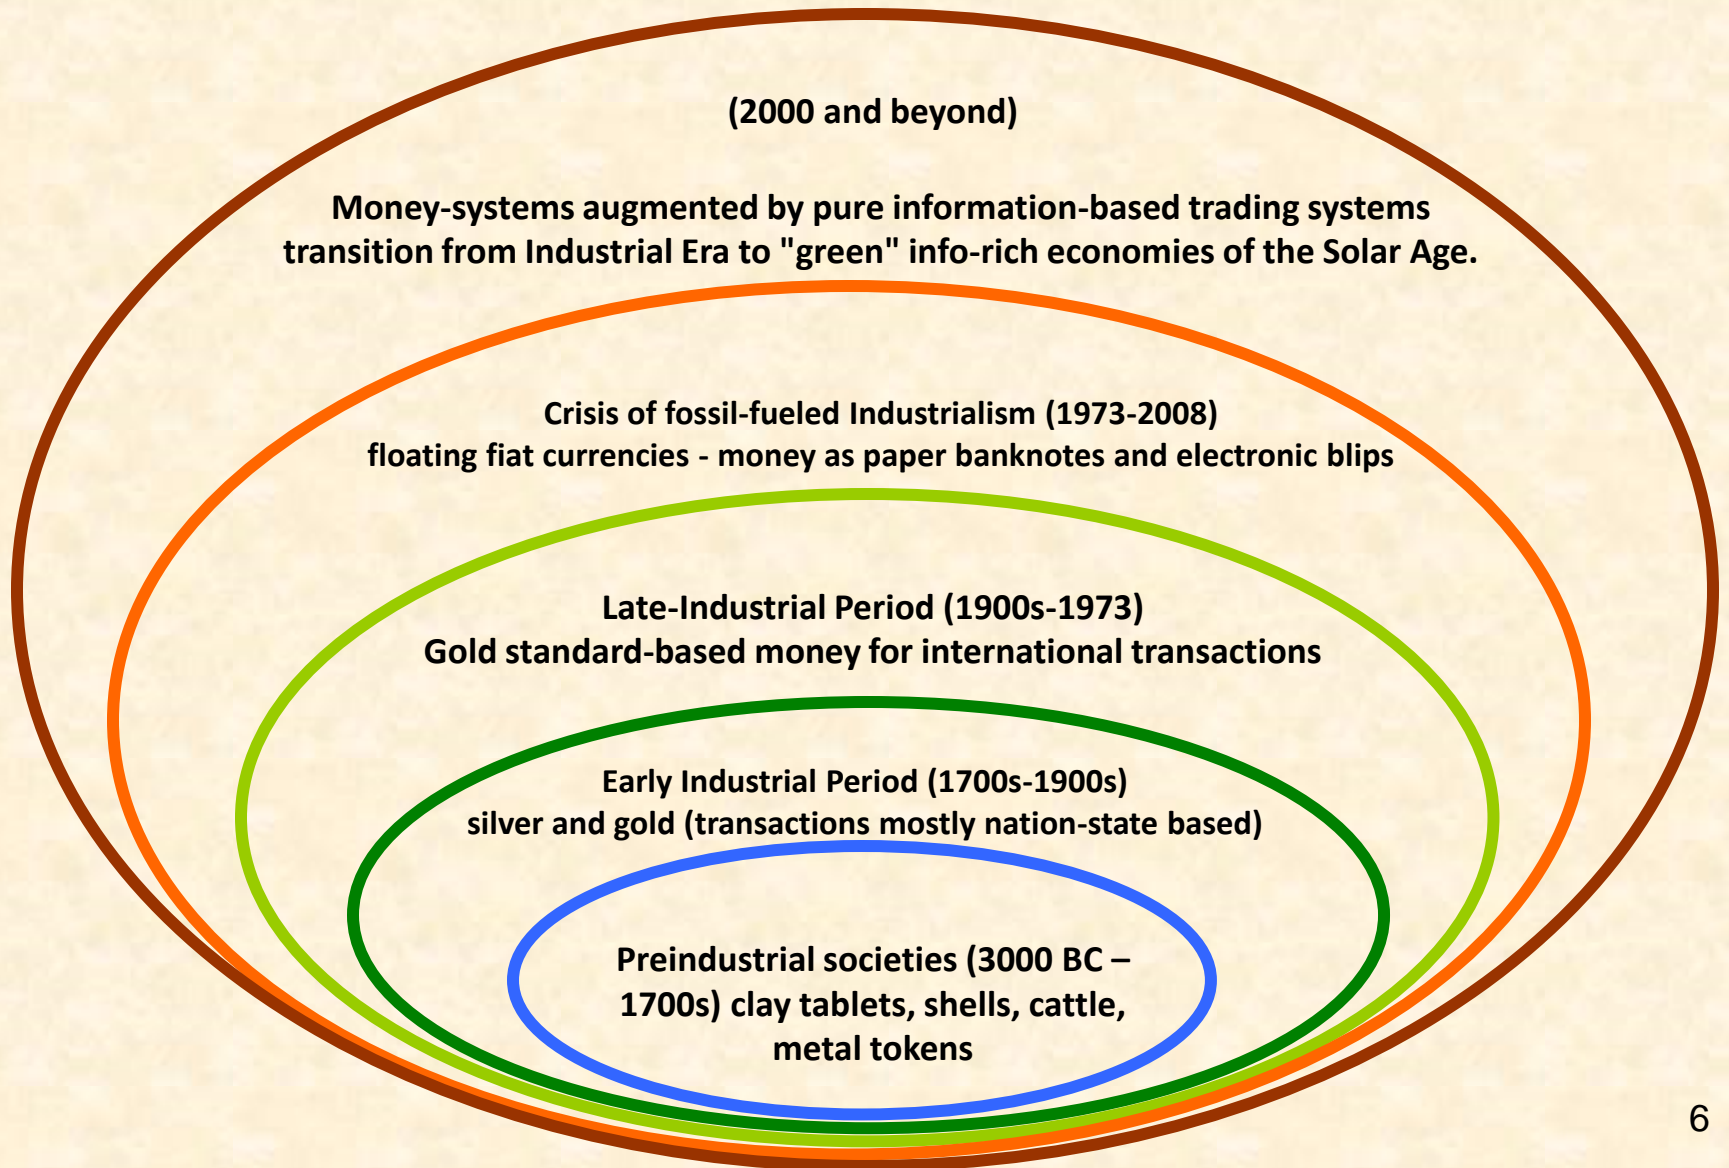 (2000 and beyond)
Money-systems augmented by pure information-based trading systems
transition from Industrial Era to "green" info-rich economies of the Solar Age.
Crisis of fossil-fueled Industrialism (1973-2008)
floating fiat currencies - money as paper banknotes and electronic blips
Late-Industrial Period (1900s-1973)
Gold standard-based money for international transactions
Early Industrial Period (1700s-1900s)
silver and gold (transactions mostly nation-state based)
Preindustrial societies (3000 BC –
1700s) clay tablets, shells, cattle,
metal tokens
6